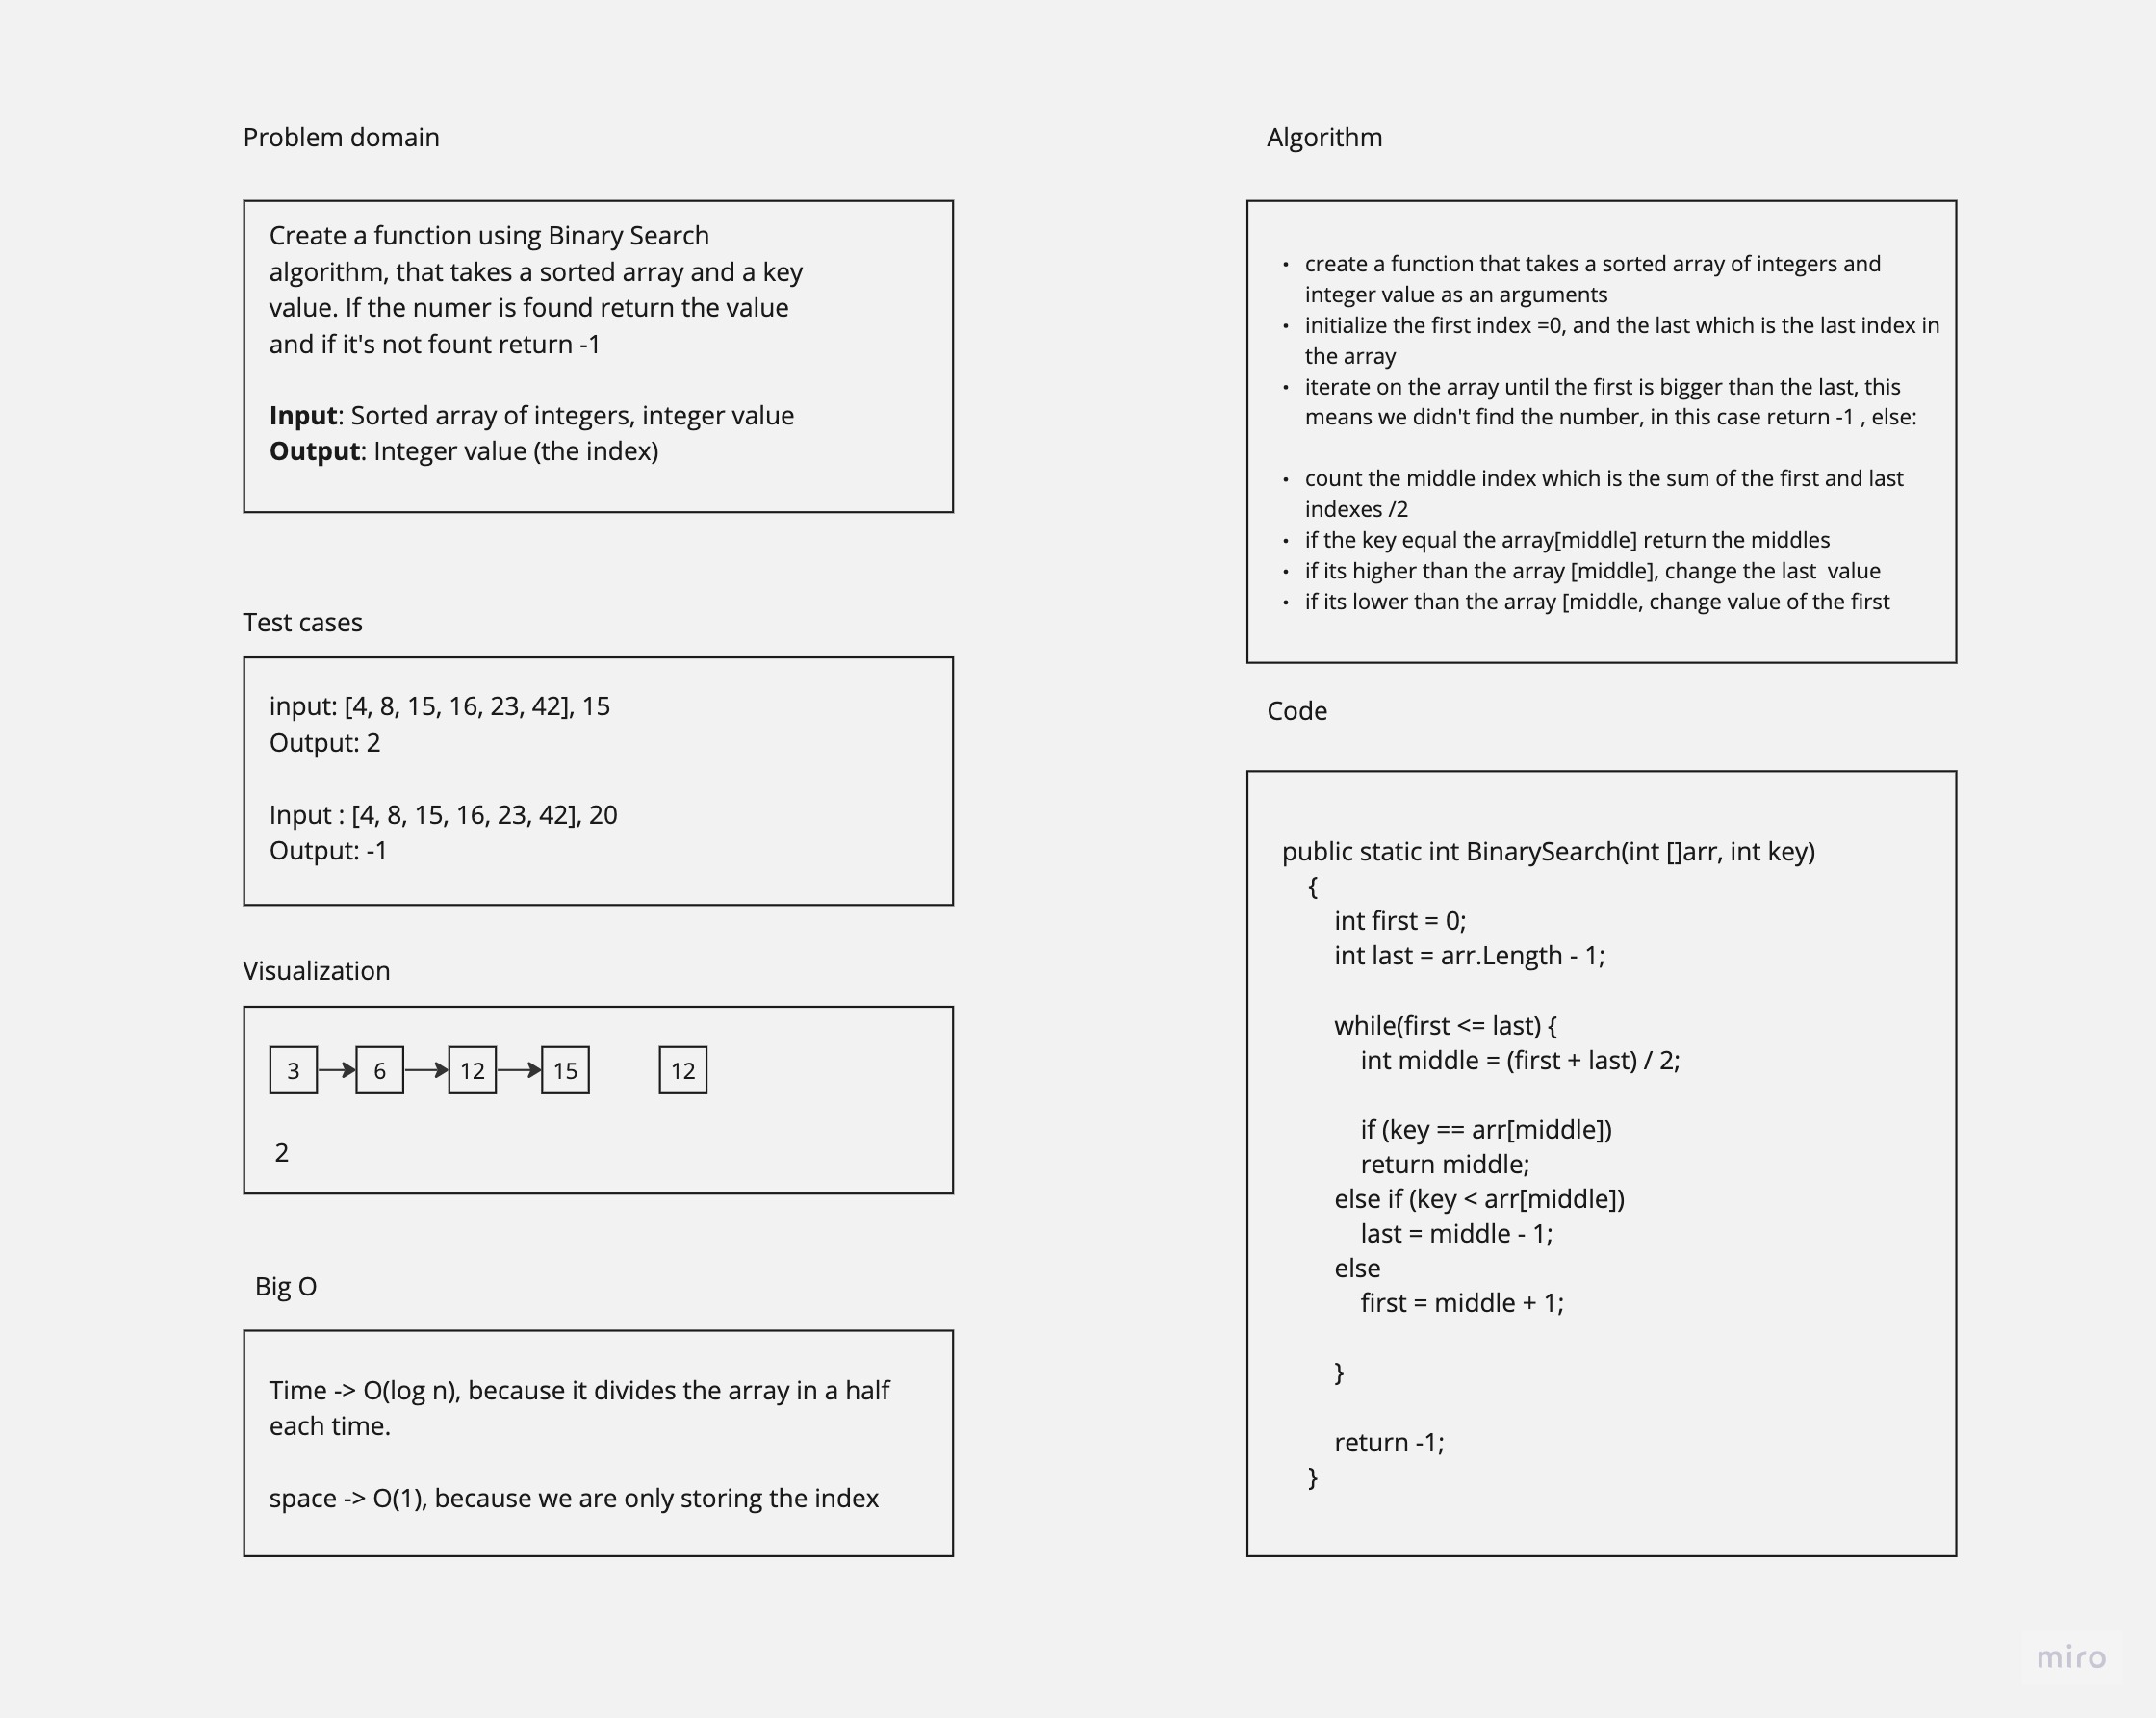 Problem domain
Create a function using Binary Search
algorithm, that takes a sorted array and a key
value. If the numer is found return the value
and if it's not fount return -1
Input: Sorted array of integers, integer value
Output: Integer value (the index)
Test cases
input: [4, 8, 15, 16, 23, 42], 15
Output: 2
Input : [4, 8, 15, 16, 23, 42], 20
Output: -1
Visualization
3 6 12 15 12
2
Big O
Time -> O(log n), because it divides the array in a half
each time.
space -> O(1), because we are only storing the index
Algorithm
• create a function that takes a sorted array of integers and
integer value as an arguments
• initialize the first index =0, and the last which is the last index in
the array
• iterate on the array until the first is bigger than the last, this
means we didn't find the number, in this case return -1 , else:
• count the middle index which is the sum of the first and last
indexes /2
• if the key equal the array[middle] return the middles
• if its higher than the array [middle], change the last  value
• if its lower than the array [middle, change value of the first
Code
public static int BinarySearch(int []arr, int key)
{
int first = 0;
int last = arr.Length - 1;
while(first <= last) {
int middle = (first + last) / 2;
if (key == arr[middle])
return middle;
else if (key < arr[middle])
last = middle - 1;
else
first = middle + 1;
}
return -1;
}
miro